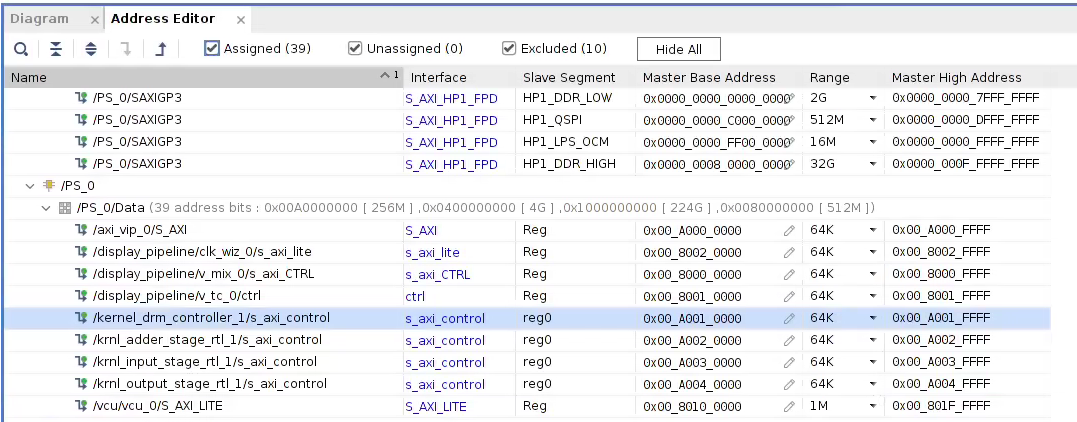 Diagram × Address Editor ×
Assigned (39) Unassigned (0) Excluded (10) Hide All
Name 1 Interface Slave Segment Master Base Address Range Master High Address
/PS_0/SAXIGP3 S_AXI_HP1_FPD HP1_DDR_LOW 0x0000_0000_0000_0000 2G 0x0000_0000_7FFF_FFFF
/PS_0/SAXIGP3 S_AXI_HP1_FPD HP1_QSPI 0x0000_0000_C000_0000 512M 0x0000_0000_DFFF_FFFF
/PS_0/SAXIGP3 S_AXI_HP1_FPD HP1_LPS_OCM 0x0000_0000_FF00_0000 16M 0x0000_0000_FFFF_FFFF
/PS_0/SAXIGP3 S_AXI_HP1_FPD HP1_DDR_HIGH 0x0000_0008_0000_0000 32G 0x0000_000F_FFFF_FFFF
/PS_0
/PS_0/Data (39 address bits : 0x00A0000000 [ 256M ] ,0x0400000000 [ 4G ] ,0x1000000000 [ 224G ] ,0x0080000000 [ 512M ])
/axi_vip_0/S_AXI S_AXI Reg 0x00_A000_0000 64K 0x00_A000_FFFF
/display_pipeline/clk_wiz_0/s_axi_lite s_axi_lite Reg 0x00_8002_0000 64K 0x00_8002_FFFF
/display_pipeline/v_mix_0/s_axi_CTRL s_axi_CTRL Reg 0x00_8000_0000 64K 0x00_8000_FFFF
/display_pipeline/v_tc_0/ctrl ctrl Reg 0x00_8001_0000 64K 0x00_8001_FFFF
/kernel_drm_controller_1/s_axi_control s_axi_control reg0 0x00_A001_0000 64K 0x00_A001_FFFF
/krnl_adder_stage_rtl_1/s_axi_control s_axi_control reg0 0x00_A002_0000 64K 0x00_A002_FFFF
/krnl_input_stage_rtl_1/s_axi_control s_axi_control reg0 0x00_A003_0000 64K 0x00_A003_FFFF
/krnl_output_stage_rtl_1/s_axi_control s_axi_control reg0 0x00_A004_0000 64K 0x00_A004_FFFF
/vcu/vcu_0/S_AXI_LITE S_AXI_LITE Reg 0x00_8010_0000 1M 0x00_801F_FFFF